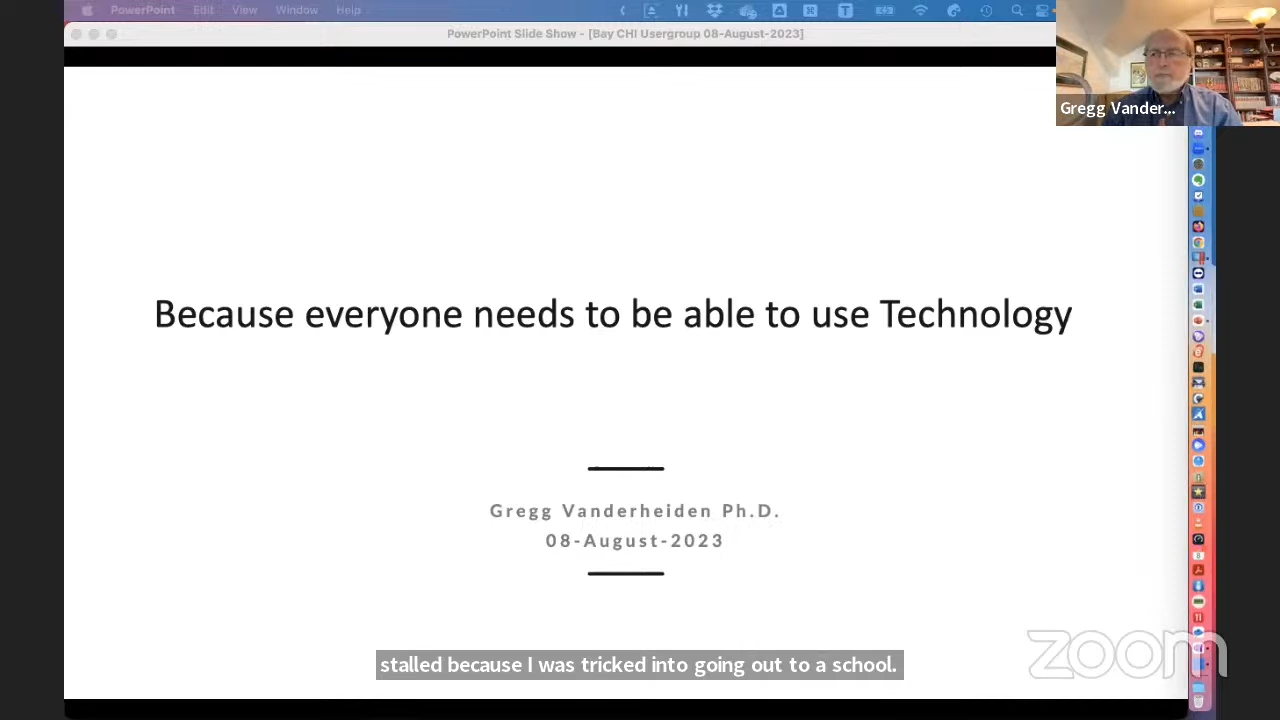 PowerPoint Edit View Window Help
PowerPoint Slide Show - [Bay CHI Usergroup 08-August-2023]
Gregg Vander...
Because everyone needs to be able to use Technology
Gregg Vanderheiden Ph.D.
08-August-2023
stalled because I was tricked into going out to a school.
zoom